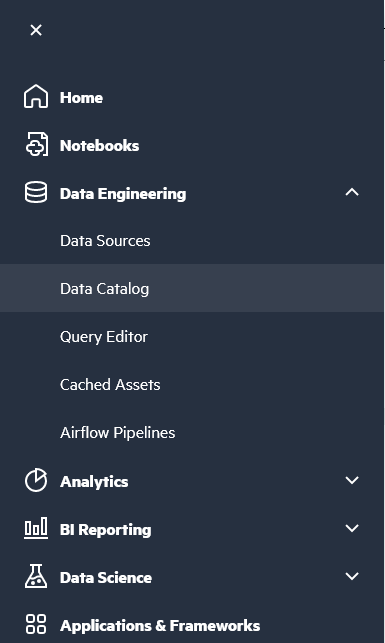 Home
Notebooks
Data Engineering
Data Sources
Data Catalog
Query Editor
Cached Assets
Airflow Pipelines
Analytics
BI Reporting
Data Science
Applications & Frameworks